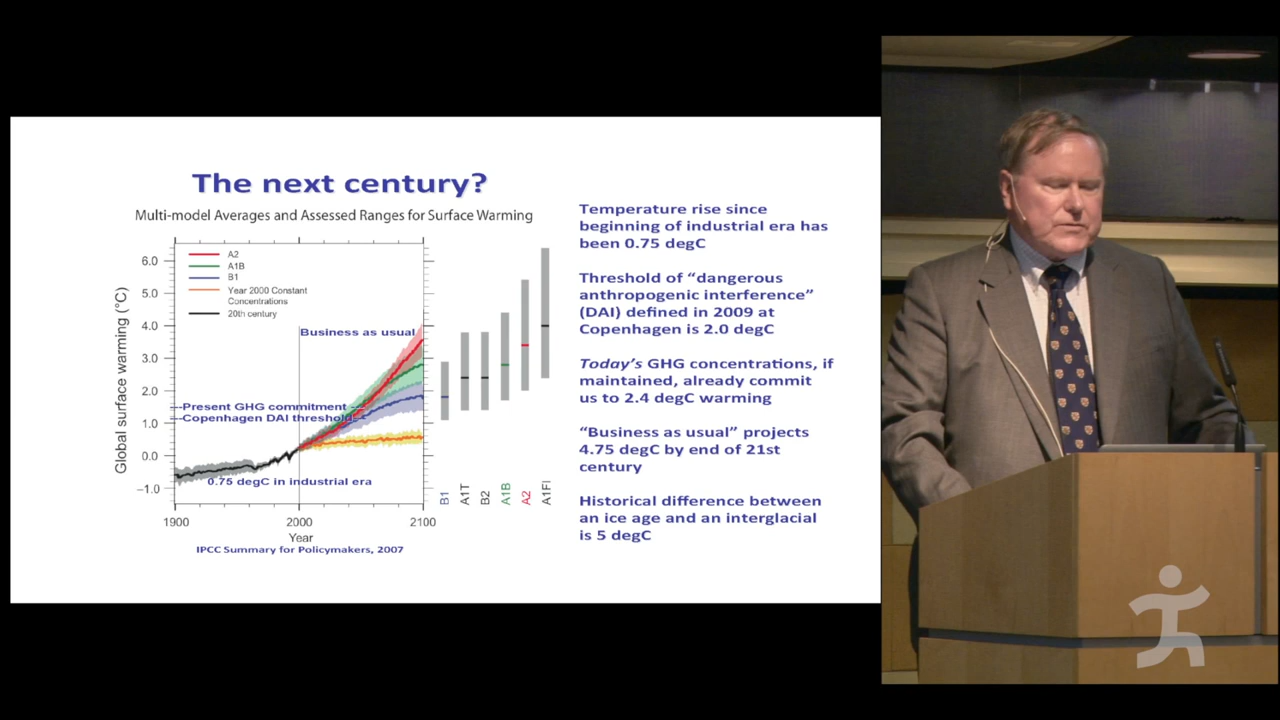 The next century?
Multi-model Averages and Assessed Ranges for Surface Warming
A2
A1B
B1
Year 2000 Constant
Concentrations
20th century
Global surface warming (°C)
6.0
5.0
4.0
3.0
2.0
1.0
0.0
–1.0
Business as usual
Present GHG commitment
Copenhagen DAI threshold
0.75 degC in industrial era
1900
2000
2100
Year
B1
A1T
B2
A1B
A2
A1FI
IPCC Summary for Policymakers, 2007
Temperature rise since
beginning of industrial era has
been 0.75 degC
Threshold of “dangerous
anthropogenic interference”
(DAI) defined in 2009 at
Copenhagen is 2.0 degC
Today’s GHG concentrations, if
maintained, already commit
us to 2.4 degC warming
“Business as usual” projects
4.75 degC by end of 21st
century
Historical difference between
an ice age and an interglacial
is 5 degC